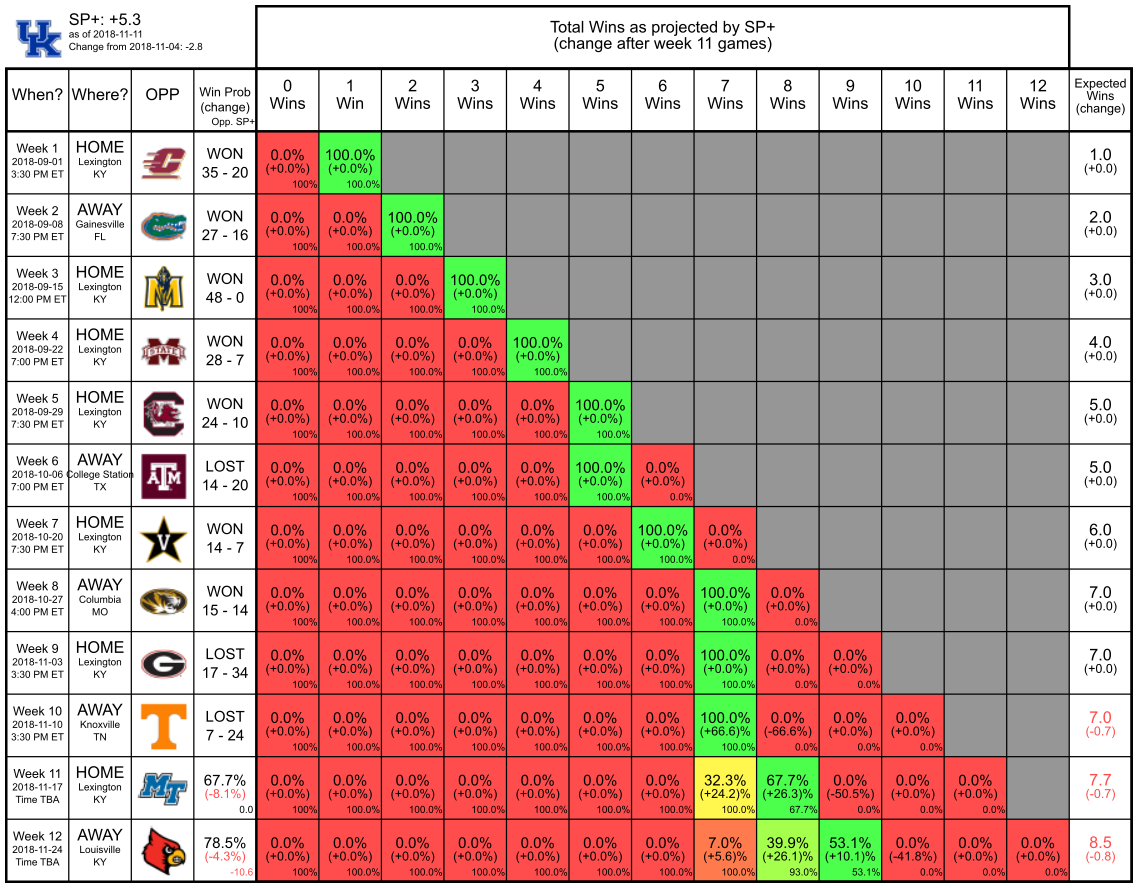 UK
SP+: +5.3
as of 2018-11-11
Change from 2018-11-04: -2.8
Total Wins as projected by SP+
(change after week 11 games)
When? Where? OPP Win Prob (change) Opp. SP+ 0 Wins 1 Win 2 Wins 3 Wins 4 Wins 5 Wins 6 Wins 7 Wins 8 Wins 9 Wins 10 Wins 11 Wins 12 Wins Expected Wins (change)
Week 1 HOME C WON 0.0% 100.0% 1.0
2018-09-01 Lexington 35 - 20 (+0.0%) (+0.0%) (+0.0)
3:30 PM ET KY 100% 100.0%
Week 2 AWAY WON 0.0% 0.0% 100.0% 2.0
2018-09-08 Gainesville 27 - 16 (+0.0%) (+0.0%) (+0.0%) (+0.0)
7:30 PM ET FL 100% 100.0% 100.0%
Week 3 HOME M WON 0.0% 0.0% 0.0% 100.0% 3.0
2018-09-15 Lexington 48 - 0 (+0.0%) (+0.0%) (+0.0%) (+0.0%) (+0.0)
12:00 PM ET KY 100% 100.0% 100.0% 100.0%
Week 4 HOME STATE WON 0.0% 0.0% 0.0% 0.0% 100.0% 4.0
2018-09-22 Lexington 28 - 7 (+0.0%) (+0.0%) (+0.0%) (+0.0%) (+0.0%) (+0.0)
7:00 PM ET KY 100% 100.0% 100.0% 100.0% 100.0%
Week 5 HOME C WON 0.0% 0.0% 0.0% 0.0% 0.0% 100.0% 5.0
2018-09-29 Lexington 24 - 10 (+0.0%) (+0.0%) (+0.0%) (+0.0%) (+0.0%) (+0.0%) (+0.0)
7:30 PM ET KY 100% 100.0% 100.0% 100.0% 100.0% 100.0%
Week 6 AWAY ATM LOST 0.0% 0.0% 0.0% 0.0% 0.0% 100.0% 0.0% 5.0
2018-10-06 College Station 14 - 20 (+0.0%) (+0.0%) (+0.0%) (+0.0%) (+0.0%) (+0.0%) (+0.0%) (+0.0)
7:00 PM ET TX 100% 100.0% 100.0% 100.0% 100.0% 100.0% 0.0%
Week 7 HOME V WON 0.0% 0.0% 0.0% 0.0% 0.0% 0.0% 100.0% 0.0% 6.0
2018-10-20 Lexington 14 - 7 (+0.0%) (+0.0%) (+0.0%) (+0.0%) (+0.0%) (+0.0%) (+0.0%) (+0.0%) (+0.0)
7:30 PM ET KY 100% 100.0% 100.0% 100.0% 100.0% 100.0% 100.0% 0.0%
Week 8 AWAY WON 0.0% 0.0% 0.0% 0.0% 0.0% 0.0% 0.0% 100.0% 0.0% 7.0
2018-10-27 Columbia 15 - 14 (+0.0%) (+0.0%) (+0.0%) (+0.0%) (+0.0%) (+0.0%) (+0.0%) (+0.0%) (+0.0%) (+0.0)
4:00 PM ET MO 100% 100.0% 100.0% 100.0% 100.0% 100.0% 100.0% 100.0% 0.0%
Week 9 HOME G LOST 0.0% 0.0% 0.0% 0.0% 0.0% 0.0% 0.0% 100.0% 0.0% 0.0% 7.0
2018-11-03 Lexington 17 - 34 (+0.0%) (+0.0%) (+0.0%) (+0.0%) (+0.0%) (+0.0%) (+0.0%) (+0.0%) (+0.0%) (+0.0%) (+0.0)
3:30 PM ET KY 100% 100.0% 100.0% 100.0% 100.0% 100.0% 100.0% 100.0% 0.0% 0.0%
Week 10 AWAY T LOST 0.0% 0.0% 0.0% 0.0% 0.0% 0.0% 0.0% 100.0% 0.0% 0.0% 0.0% 7.0
2018-11-10 Knoxville 7 - 24 (+0.0%) (+0.0%) (+0.0%) (+0.0%) (+0.0%) (+0.0%) (+0.0%) (+66.6)% (-66.6%) (+0.0%) (+0.0%) (-0.7)
3:30 PM ET TN 100% 100.0% 100.0% 100.0% 100.0% 100.0% 100.0% 100.0% 0.0% 0.0% 0.0%
Week 11 HOME MT 67.7% 0.0% 0.0% 0.0% 0.0% 0.0% 0.0% 0.0% 32.3% 67.7% 0.0% 0.0% 0.0% 7.7
2018-11-17 Lexington (-8.1%) (+0.0%) (+0.0%) (+0.0%) (+0.0%) (+0.0%) (+0.0%) (+0.0%) (+24.2)% (+26.3)% (-50.5%) (+0.0%) (+0.0%) (-0.7)
Time TBA KY 0.0 100% 100.0% 100.0% 100.0% 100.0% 100.0% 100.0% 100.0% 67.7% 0.0% 0.0% 0.0%
Week 12 AWAY 78.5% 0.0% 0.0% 0.0% 0.0% 0.0% 0.0% 0.0% 7.0% 39.9% 53.1% 0.0% 0.0% 0.0% 8.5
2018-11-24 Louisville (-4.3%) (+0.0%) (+0.0%) (+0.0%) (+0.0%) (+0.0%) (+0.0%) (+0.0%) (+5.6)% (+26.1)% (+10.1)% (-41.8%) (+0.0%) (+0.0%) (-0.8)
Time TBA KY -10.6 100% 100.0% 100.0% 100.0% 100.0% 100.0% 100.0% 100.0% 93.0% 53.1% 0.0% 0.0% 0.0%